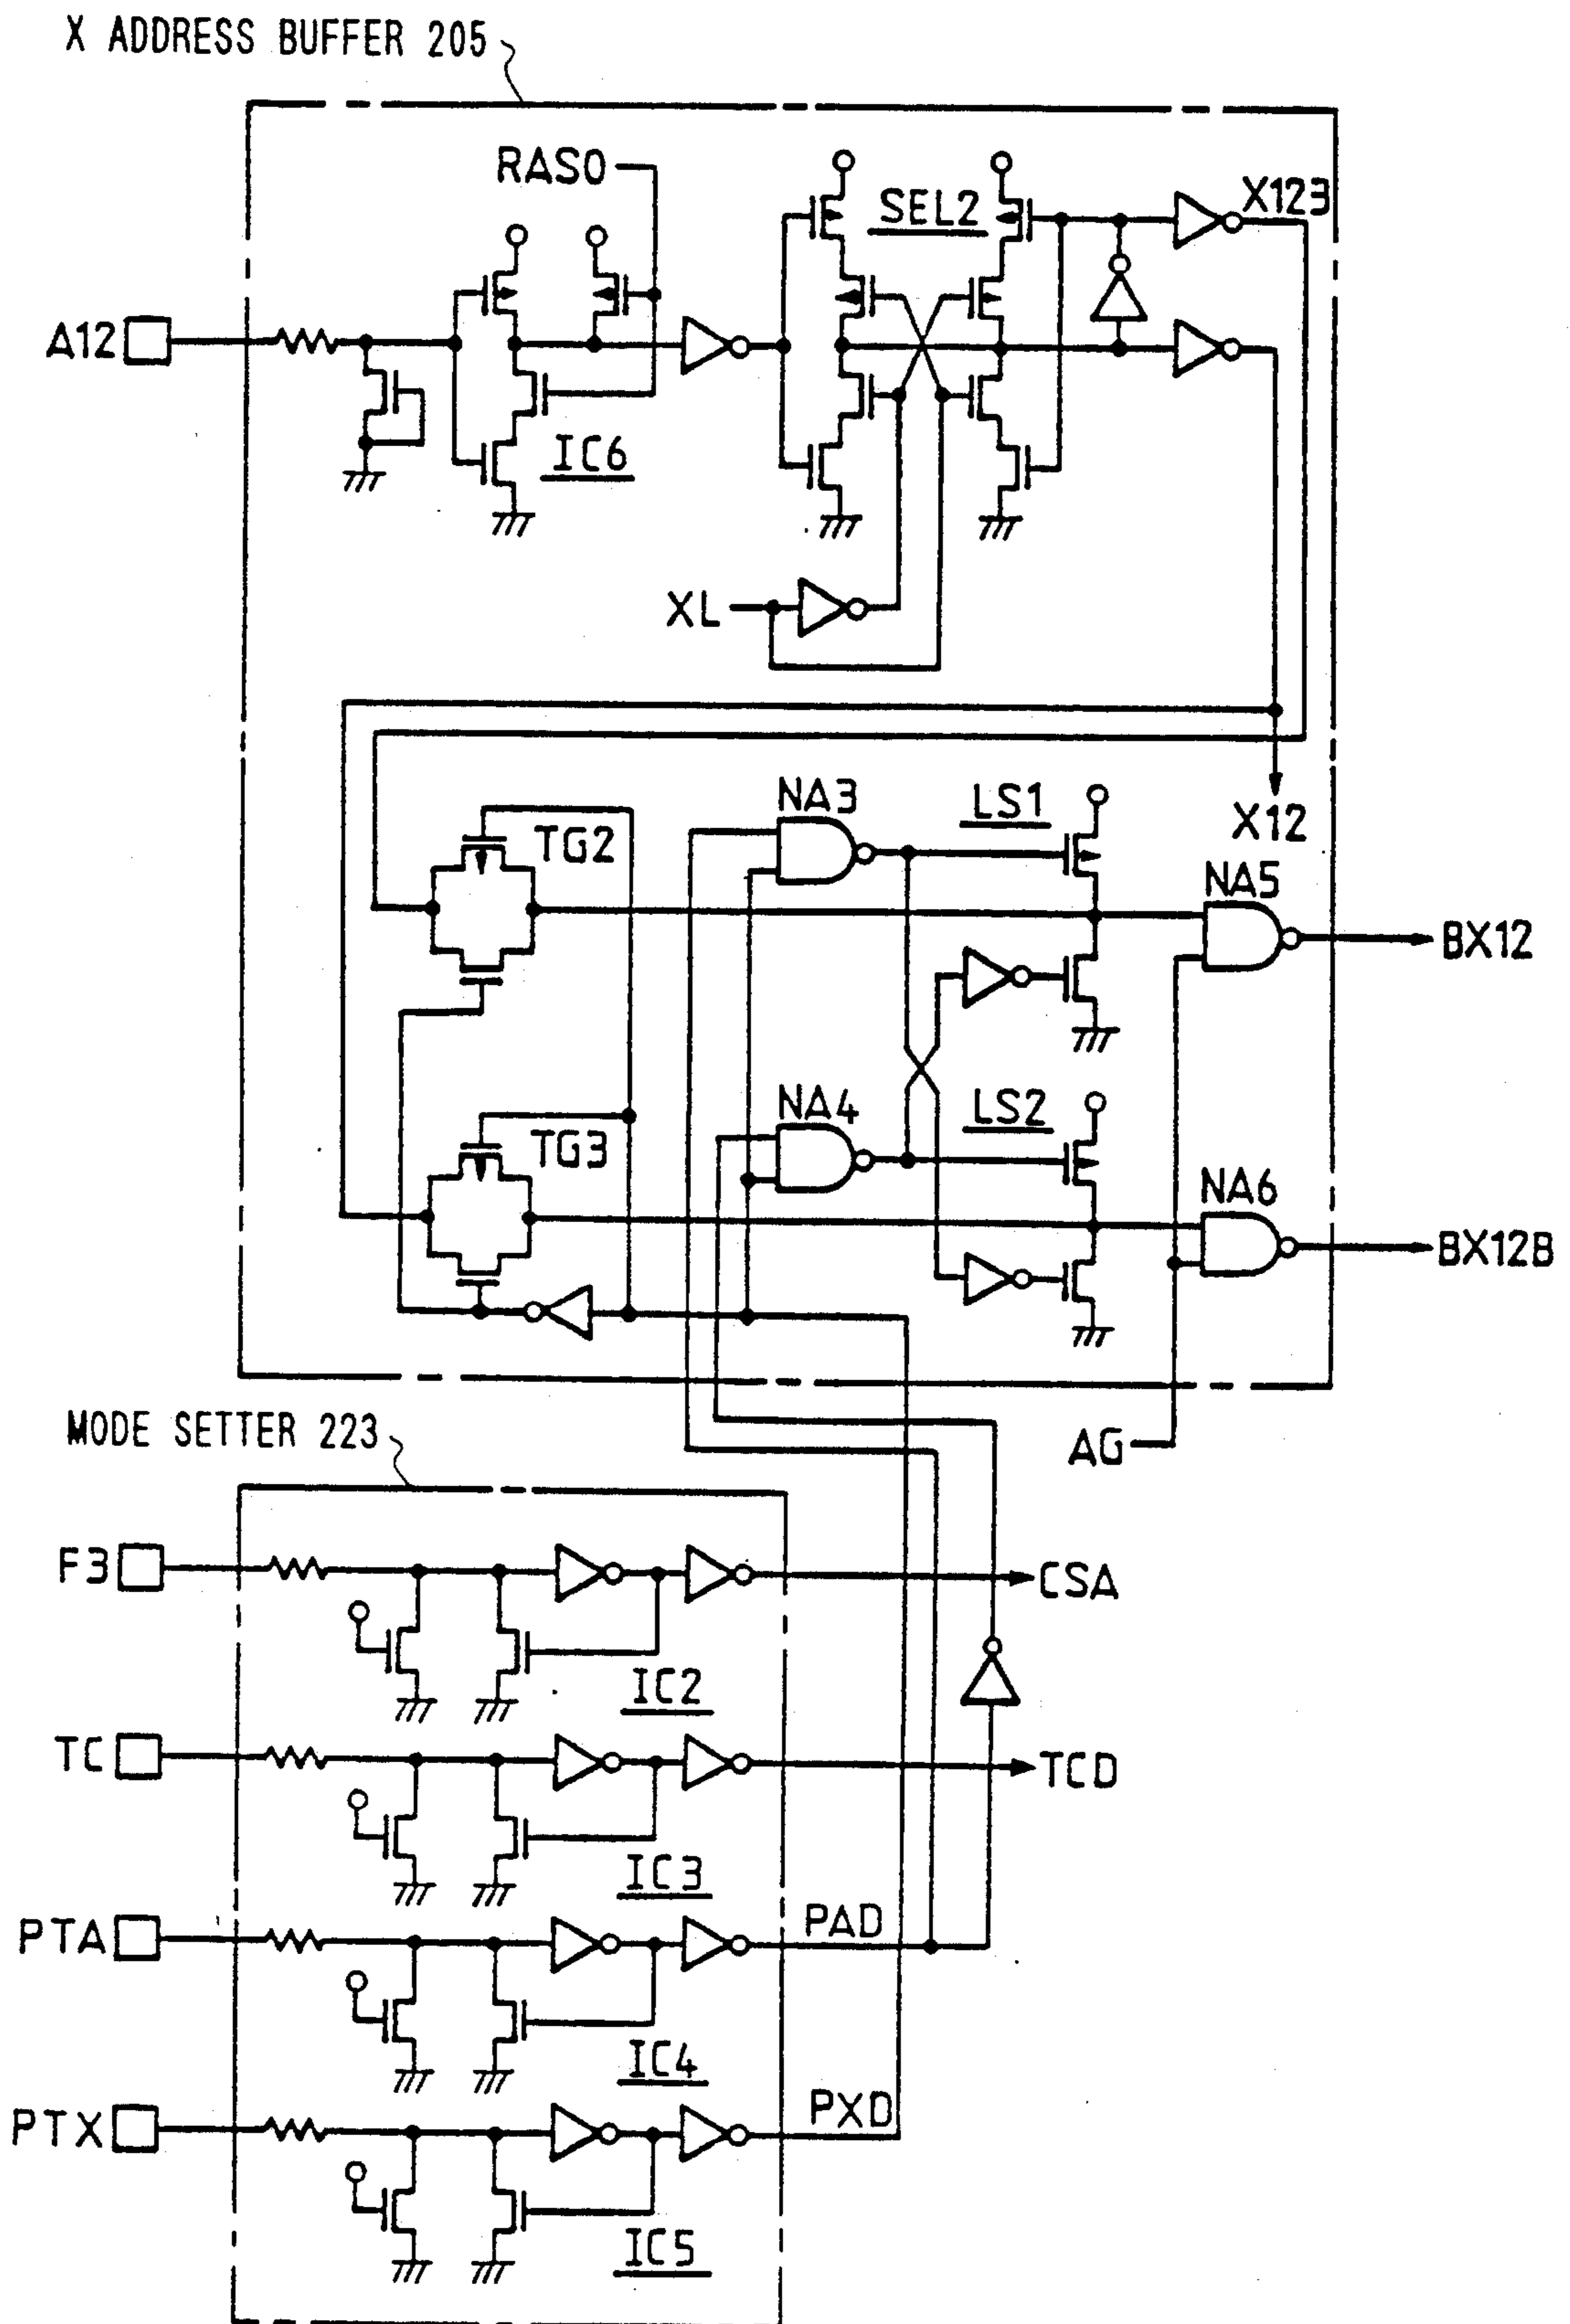 X ADDRESS BUFFER 205
RAS0
SEL2
X123
A12
IC6
XL
X12
NA3
LS1
TG2
NA5
BX12
NA4
LS2
TG3
NA6
BX12B
MODE SETTER 223
AG
F3
CSA
IC2
TC
TCD
IC3
PTA
PAD
IC4
PTX
PXD
IC5